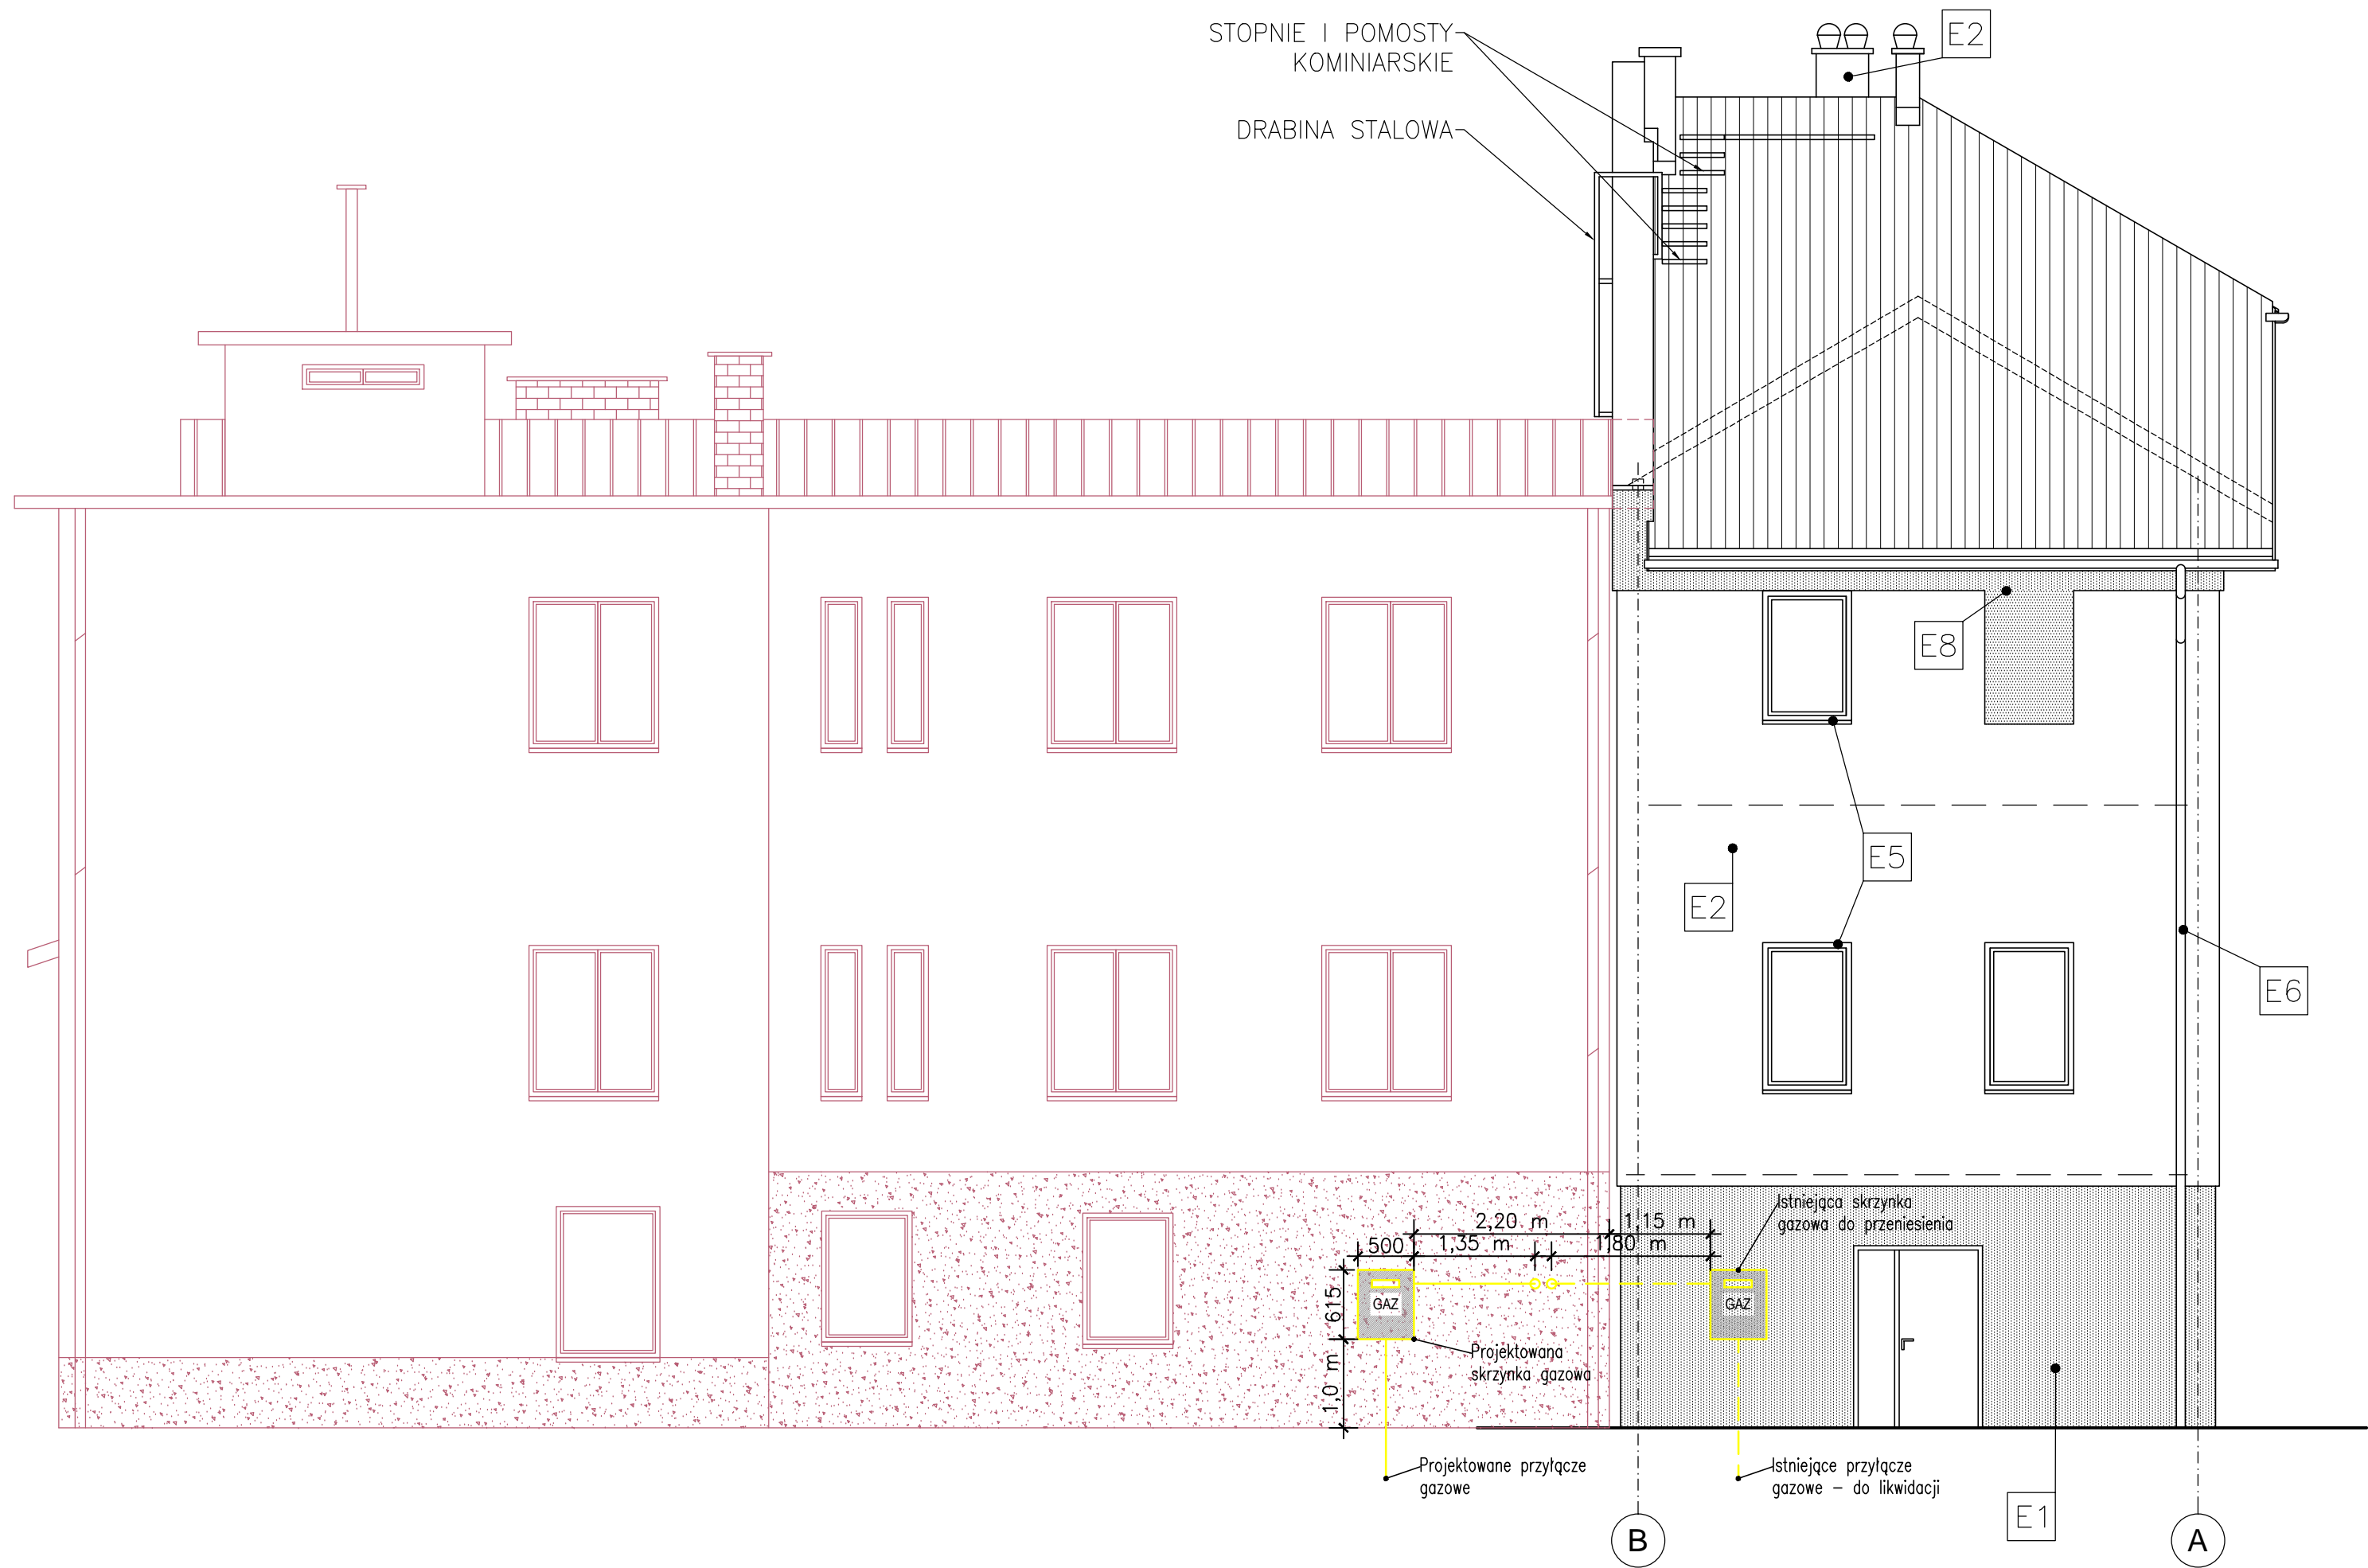 STOPNIE I POMOSTY
KOMINIARSKIE
E2
DRABINA STALOWA
E8
E5
E2
E6
Istniejąca skrzynka
gazowa do przeniesienia
2,20 m
1,15 m
500
1,35 m
1,80 m
615
GAZ
GAZ
1,0 m
Projektowana
skrzynka gazowa
Projektowane przyłącze
gazowe
Istniejące przyłącze
gazowe – do likwidacji
E1
B
A